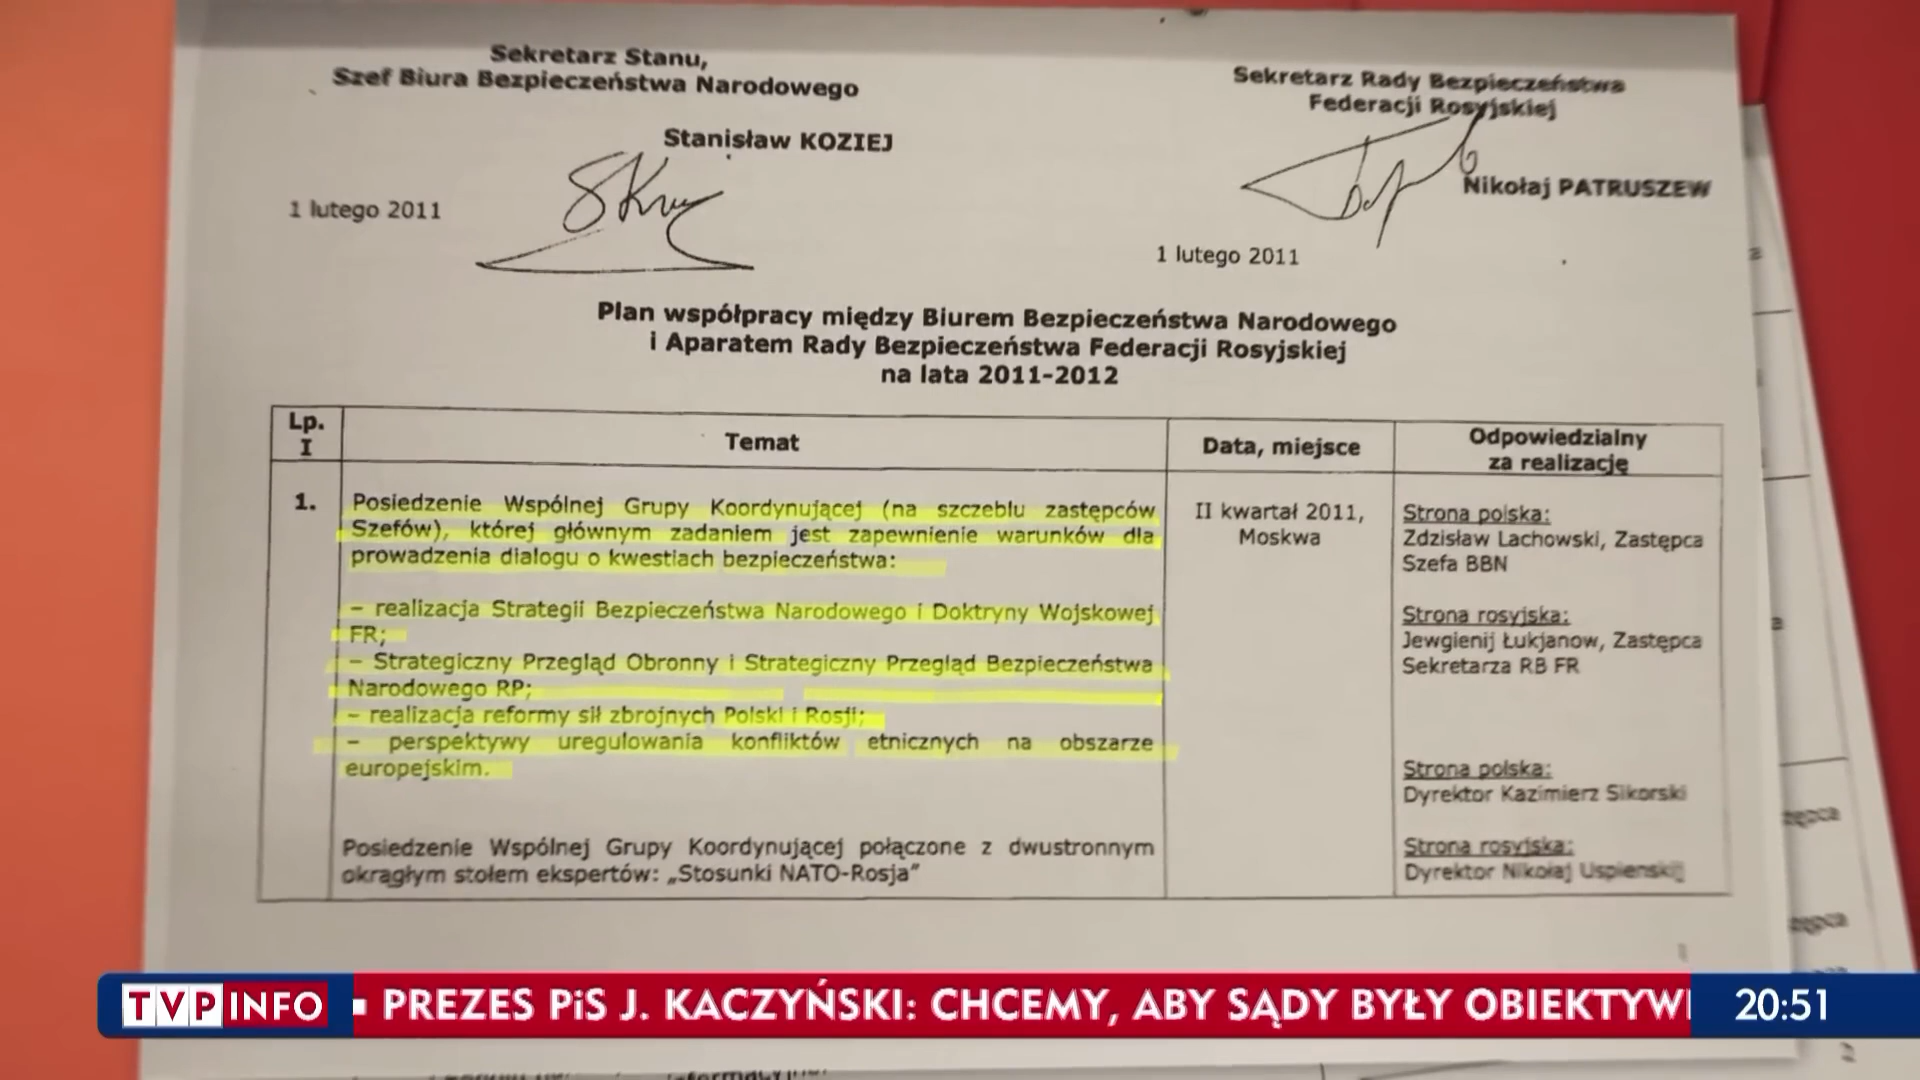 Sekretarz Stanu,
Szef Biura Bezpieczeństwa Narodowego
Stanisław KOZIEJ
1 lutego 2011
Sekretarz Rady Bezpieczeństwa
Federacji Rosyjskiej
Nikołaj PATRUSZEW
1 lutego 2011
Plan współpracy między Biurem Bezpieczeństwa Narodowego
i Aparatem Rady Bezpieczeństwa Federacji Rosyjskiej
na lata 2011-2012
Lp.
I
Temat
Data, miejsce
Odpowiedzialny
za realizację
1.
Posiedzenie Wspólnej Grupy Koordynującej (na szczeblu zastępców
Szefów), której głównym zadaniem jest zapewnienie warunków dla
prowadzenia dialogu o kwestiach bezpieczeństwa:
– realizacja Strategii Bezpieczeństwa Narodowego i Doktryny Wojskowej
FR;
– Strategiczny Przegląd Obronny i Strategiczny Przegląd Bezpieczeństwa
Narodowego RP;
– realizacja reformy sił zbrojnych Polski i Rosji;
– perspektywy uregulowania konfliktów etnicznych na obszarze
europejskim.
Posiedzenie Wspólnej Grupy Koordynującej połączone z dwustronnym
okrągłym stołem ekspertów: „Stosunki NATO-Rosja”
II kwartał 2011,
Moskwa
Strona polska:
Zdzisław Lachowski, Zastępca
Szefa BBN
Strona rosyjska:
Jewgienij Łukjanow, Zastępca
Sekretarza RB FR
Strona polska:
Dyrektor Kazimierz Sikorski
Strona rosyjska:
Dyrektor Nikołaj Uspienskij
TVP INFO
PREZES PiS J. KACZYŃSKI: CHCEMY, ABY SĄDY BYŁY OBIEKTYW
20:51